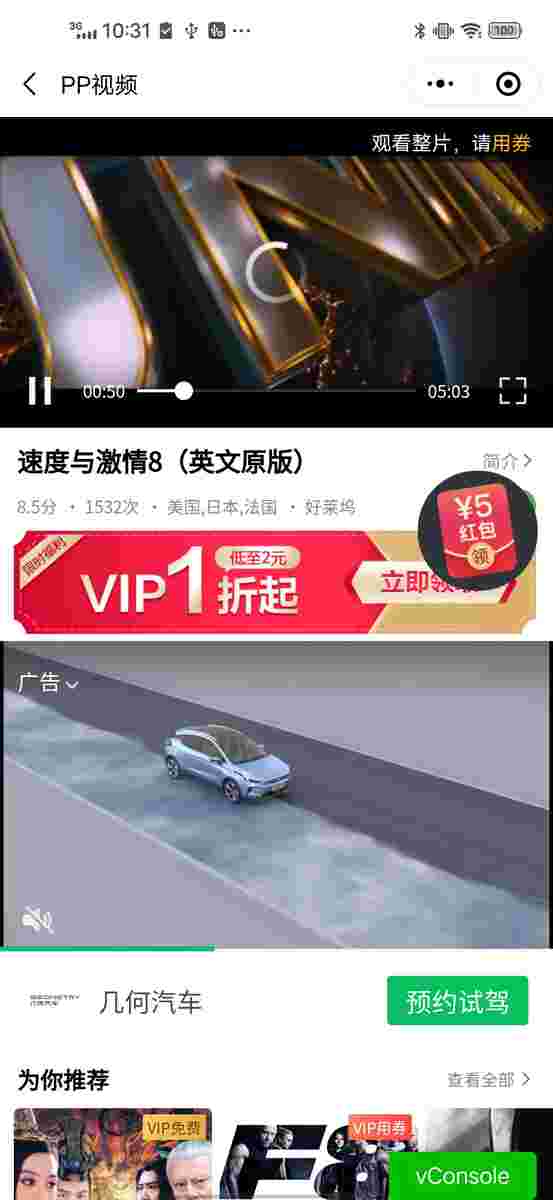 3G 10:31 ... 100
PP视频
观看整片，请用券
00:50 05:03
速度与激情8（英文原版）
简介
8.5分 · 1532次 · 美国,日本,法国 · 好莱坞
¥5
红包
领
限时福利
VIP1折起
低至2元
立即领
广告
GEOMETRY
几何汽车
几何汽车
预约试驾
为你推荐
查看全部
VIP免费
VIP用券
F8
vConsole